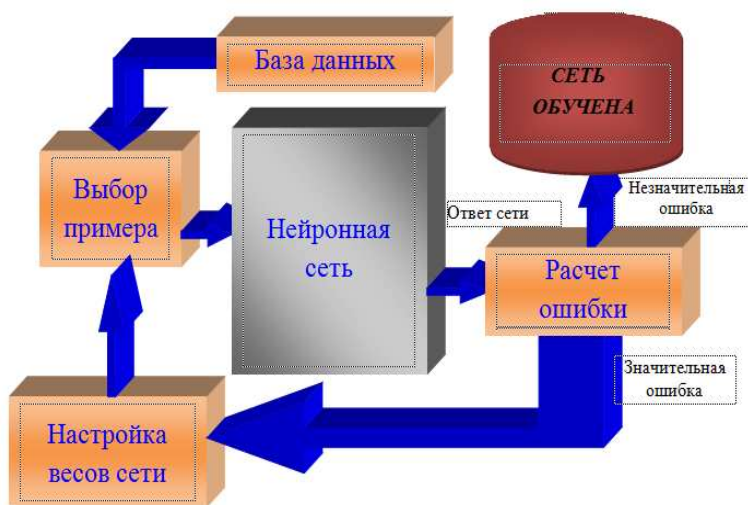 База данных
СЕТЬ
ОБУЧЕНА
Выбор
примера
Нейронная
сеть
Ответ сети
Незначительная
ошибка
Расчет
ошибки
Значительная
ошибка
Настройка
весов сети